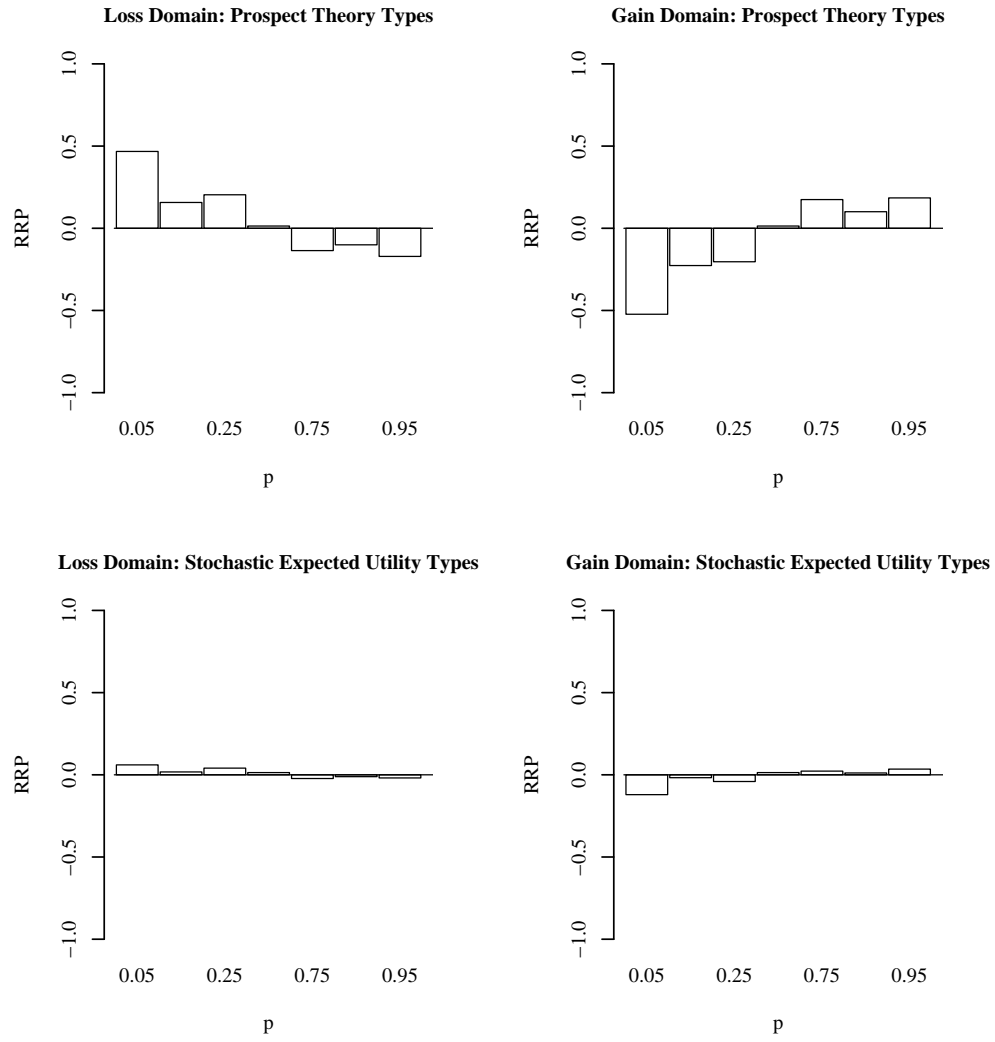 Loss Domain: Prospect Theory Types
RRP
1.0
0.5
0.0
−0.5
−1.0
0.05 0.25 0.75 0.95
p
Gain Domain: Prospect Theory Types
RRP
1.0
0.5
0.0
−0.5
−1.0
0.05 0.25 0.75 0.95
p
Loss Domain: Stochastic Expected Utility Types
RRP
1.0
0.5
0.0
−0.5
−1.0
0.05 0.25 0.75 0.95
p
Gain Domain: Stochastic Expected Utility Types
RRP
1.0
0.5
0.0
−0.5
−1.0
0.05 0.25 0.75 0.95
p